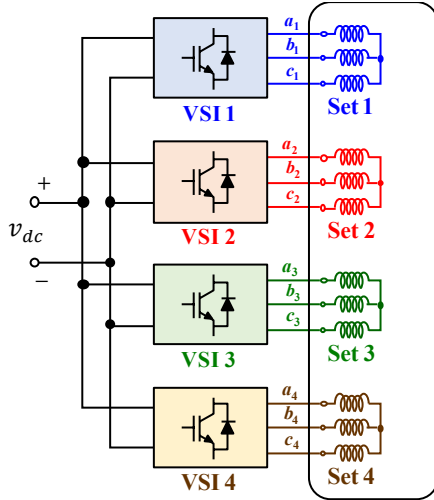 a1
b1
c1
VSI 1
Set 1
a2
b2
c2
VSI 2
Set 2
+
vdc
−
a3
b3
c3
VSI 3
Set 3
a4
b4
c4
VSI 4
Set 4